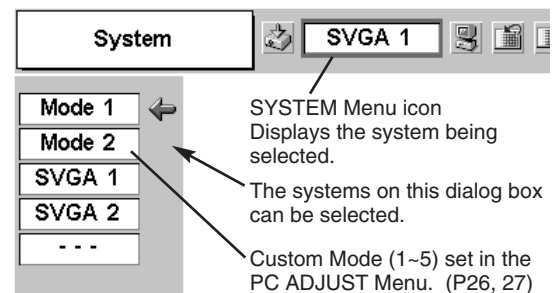 System
SVGA 1
Mode 1
Mode 2
SVGA 1
SVGA 2
- - -
SYSTEM Menu icon
Displays the system being
selected.
The systems on this dialog box
can be selected.
Custom Mode (1~5) set in the
PC ADJUST Menu. (P26, 27)